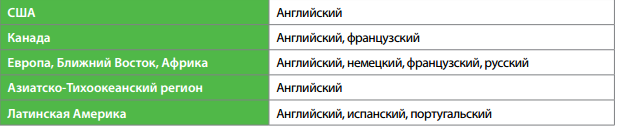 США Английский
Канада Английский, французский
Европа, Ближний Восток, Африка Английский, немецкий, французский, русский
Азиатско-Тихоокеанский регион Английский
Латинская Америка Английский, испанский, португальский